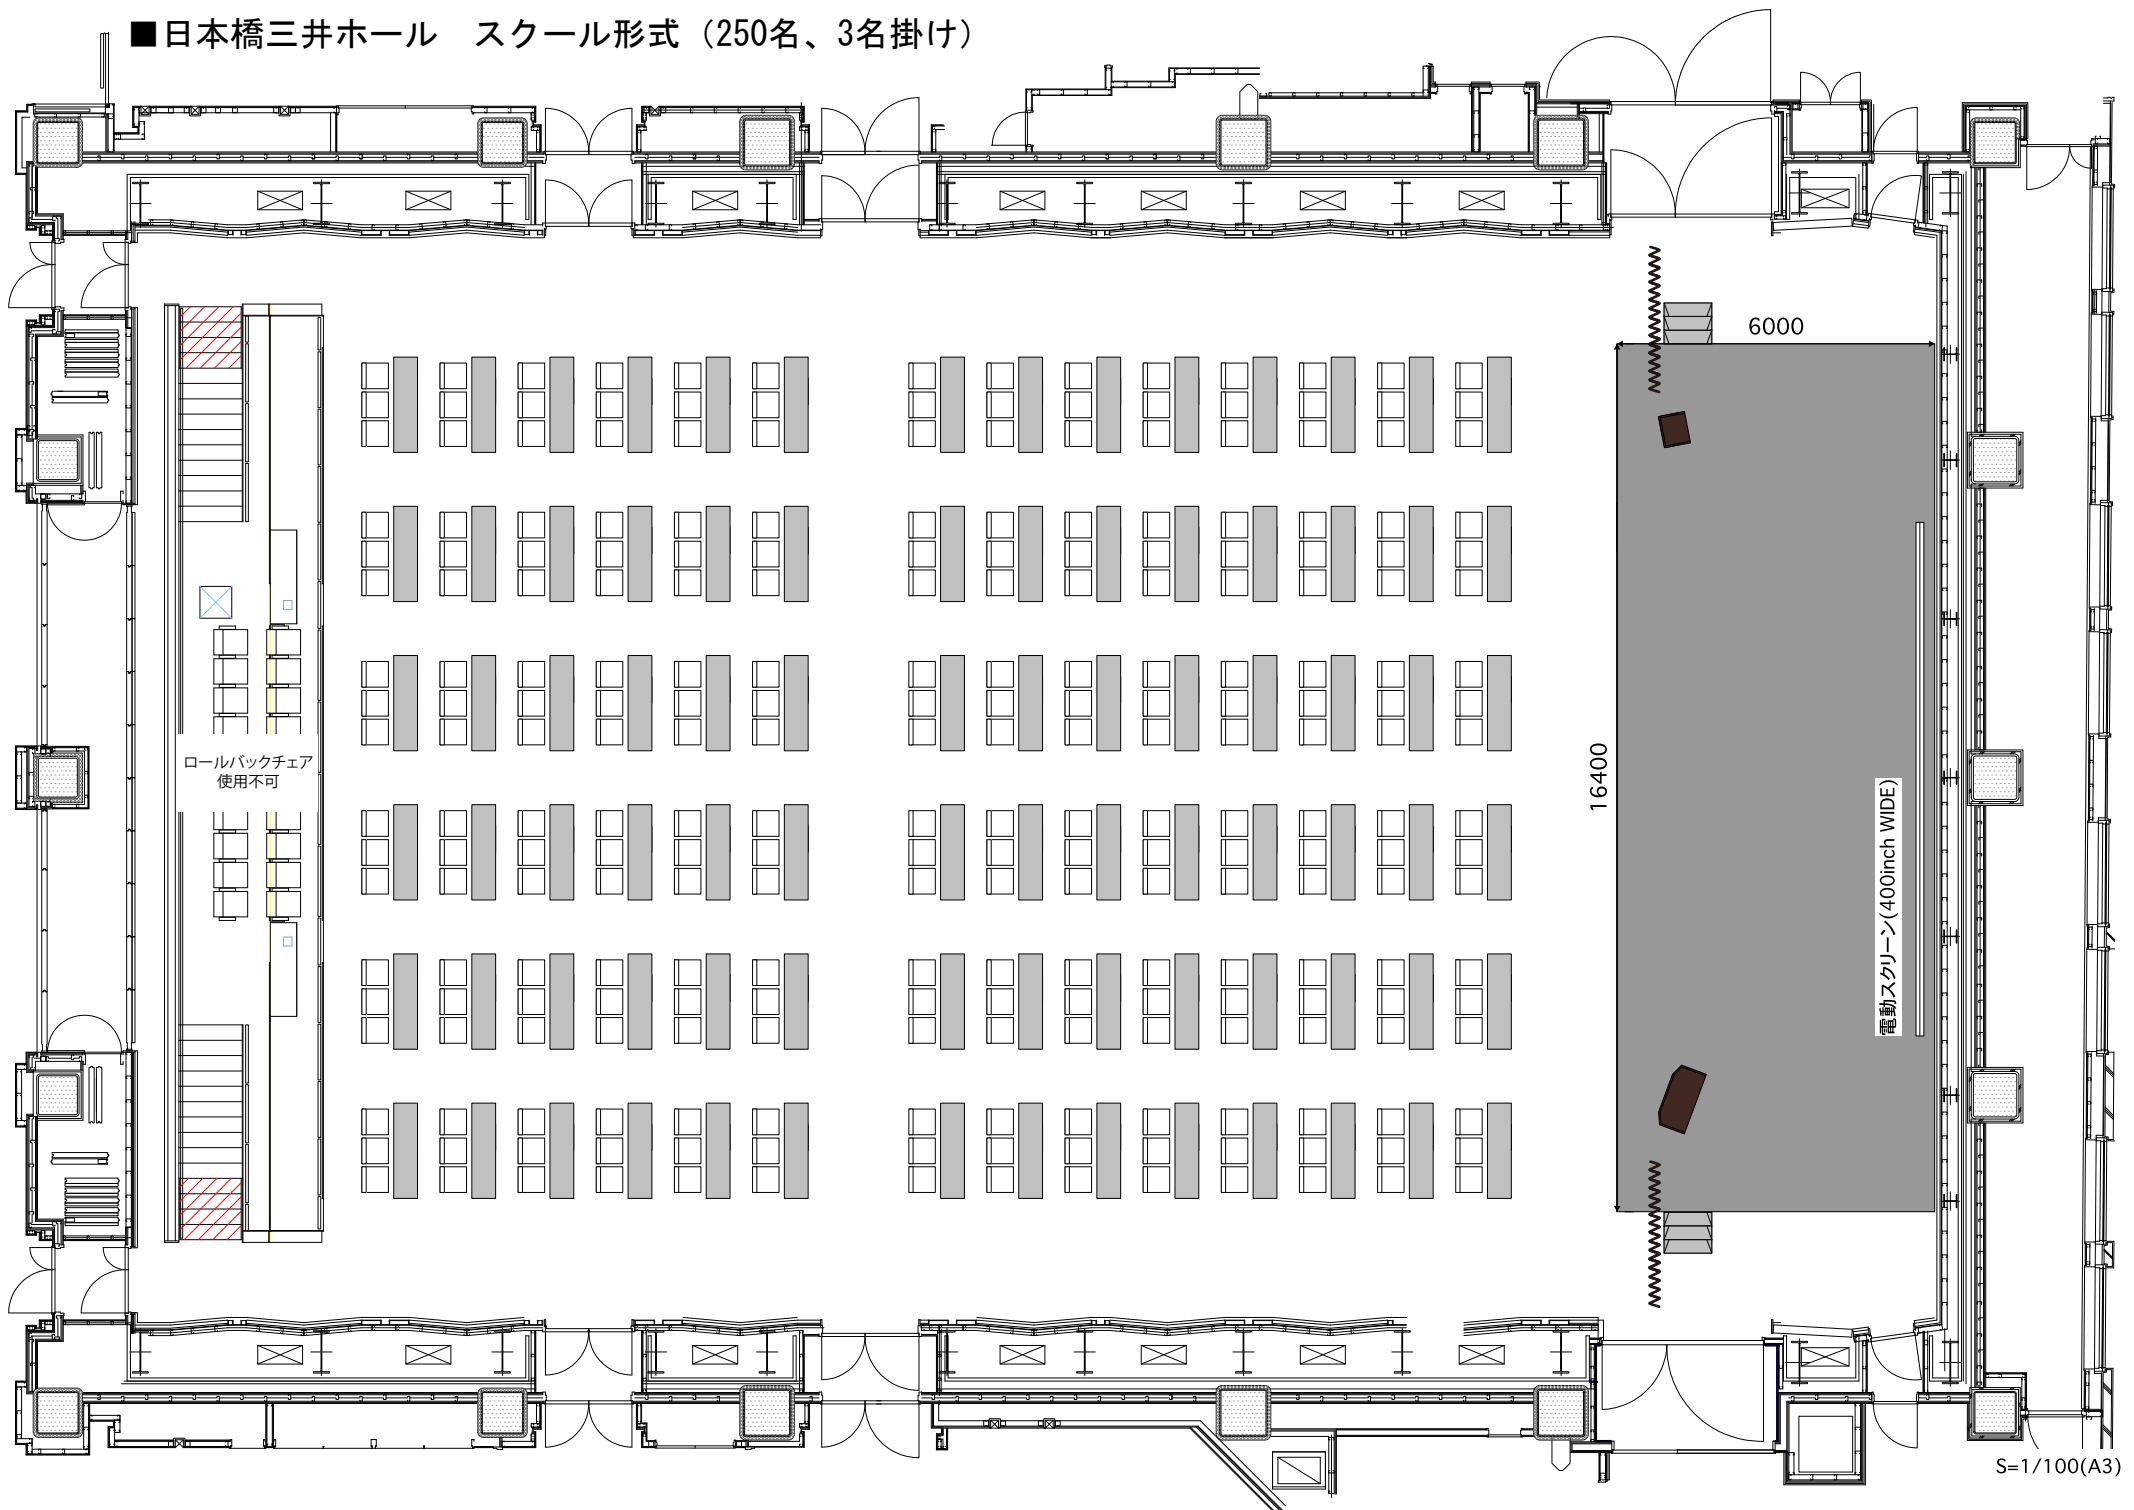 ■日本橋三井ホール　スクール形式（250名、3名掛け）
6000
ロールバックチェア
使用不可
16400
電動スクリーン(400inch WIDE)
S=1/100(A3)